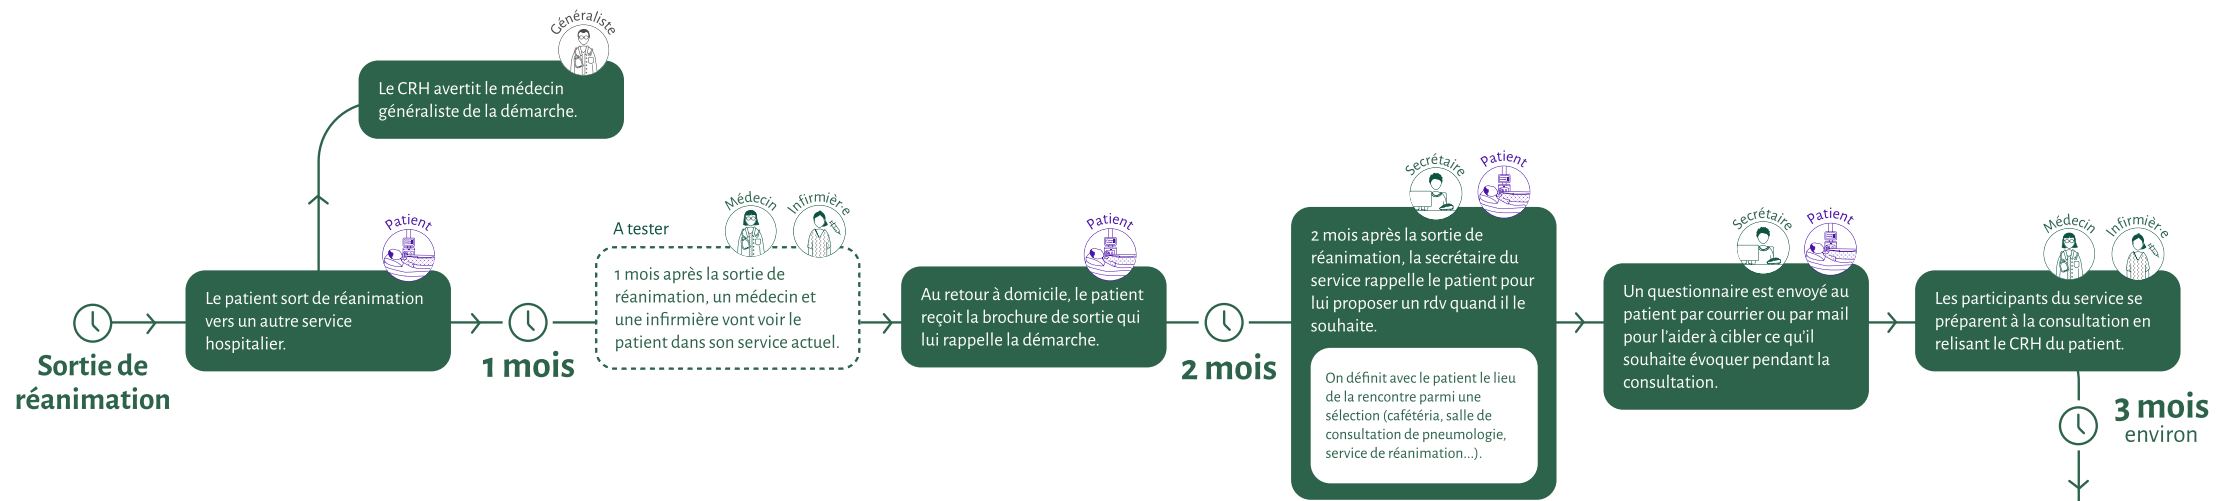 Généraliste
Le CRH avertit le médecin
généraliste de la démarche.
Sortie de
réanimation
Patient
Le patient sort de réanimation
vers un autre service
hospitalier.
1 mois
A tester
Médecin
Infirmièr·e
1 mois après la sortie de
réanimation, un médecin et
une infirmière vont voir le
patient dans son service actuel.
Patient
Au retour à domicile, le patient
reçoit la brochure de sortie qui
lui rappelle la démarche.
2 mois
Secrétaire
Patient
2 mois après la sortie de
réanimation, la secrétaire du
service rappelle le patient pour
lui proposer un rdv quand il le
souhaite.
On définit avec le patient le lieu
de la rencontre parmi une
sélection (cafétéria, salle de
consultation de pneumologie,
service de réanimation...).
Secrétaire
Patient
Un questionnaire est envoyé au
patient par courrier ou par mail
pour l'aider à cibler ce qu'il
souhaite évoquer pendant la
consultation.
Médecin
Infirmièr·e
Les participants du service se
préparent à la consultation en
relisant le CRH du patient.
3 mois
environ